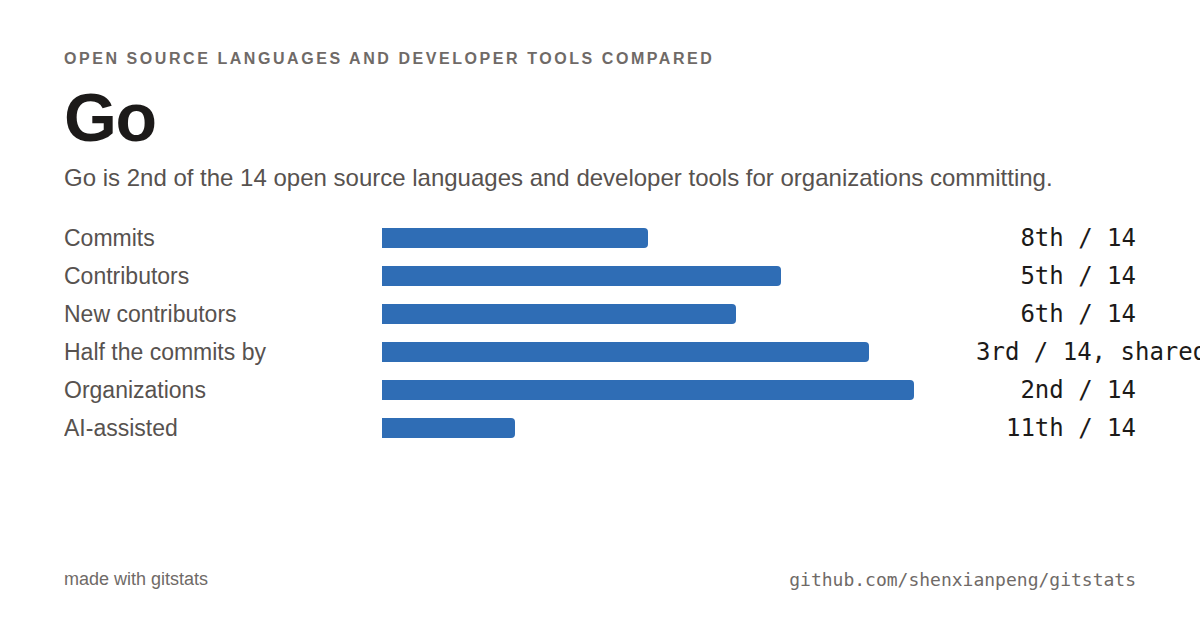 OPEN SOURCE LANGUAGES AND DEVELOPER TOOLS COMPARED
Go
Go is 2nd of the 14 open source languages and developer tools for organizations committing.
Commits 8th / 14
Contributors 5th / 14
New contributors 6th / 14
Half the commits by 3rd / 14, shared
Organizations 2nd / 14
AI-assisted 11th / 14
made with gitstats github.com/shenxianpeng/gitstats